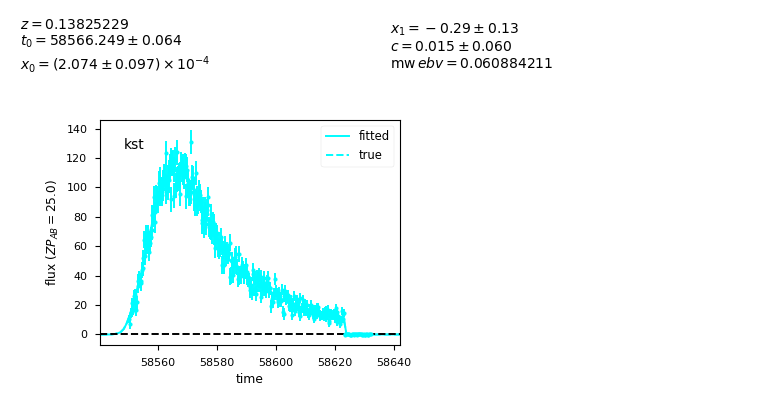 z = 0.13825229
t₀ = 58566.249 ± 0.064
x₀ = (2.074 ± 0.097) × 10⁻⁴
x₁ = −0.29 ± 0.13
c = 0.015 ± 0.060
mw ebv = 0.060884211
kst
fitted
true
140
120
100
80
60
40
20
0
flux (ZP_AB = 25.0)
58560 58580 58600 58620 58640
time